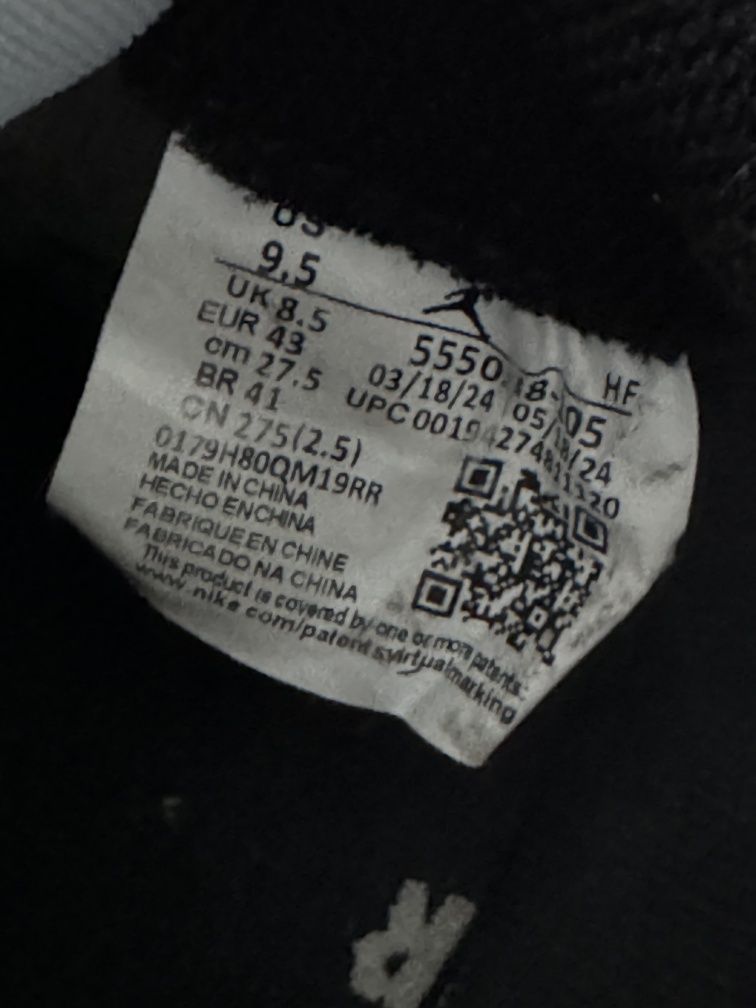 US
9.5
UK 8.5
EUR 43
cm 27.5
BR 41
CN 275(2.5)
0179H80QM19RR
MADE IN CHINA
HECHO EN CHINA
FABRIQUE EN CHINE
FABRICADO NA CHINA
This product is covered by one or more patents.
www.nike.com/patentsvirtualmarking
HF
03/18/24 05/18/24
UPC
R